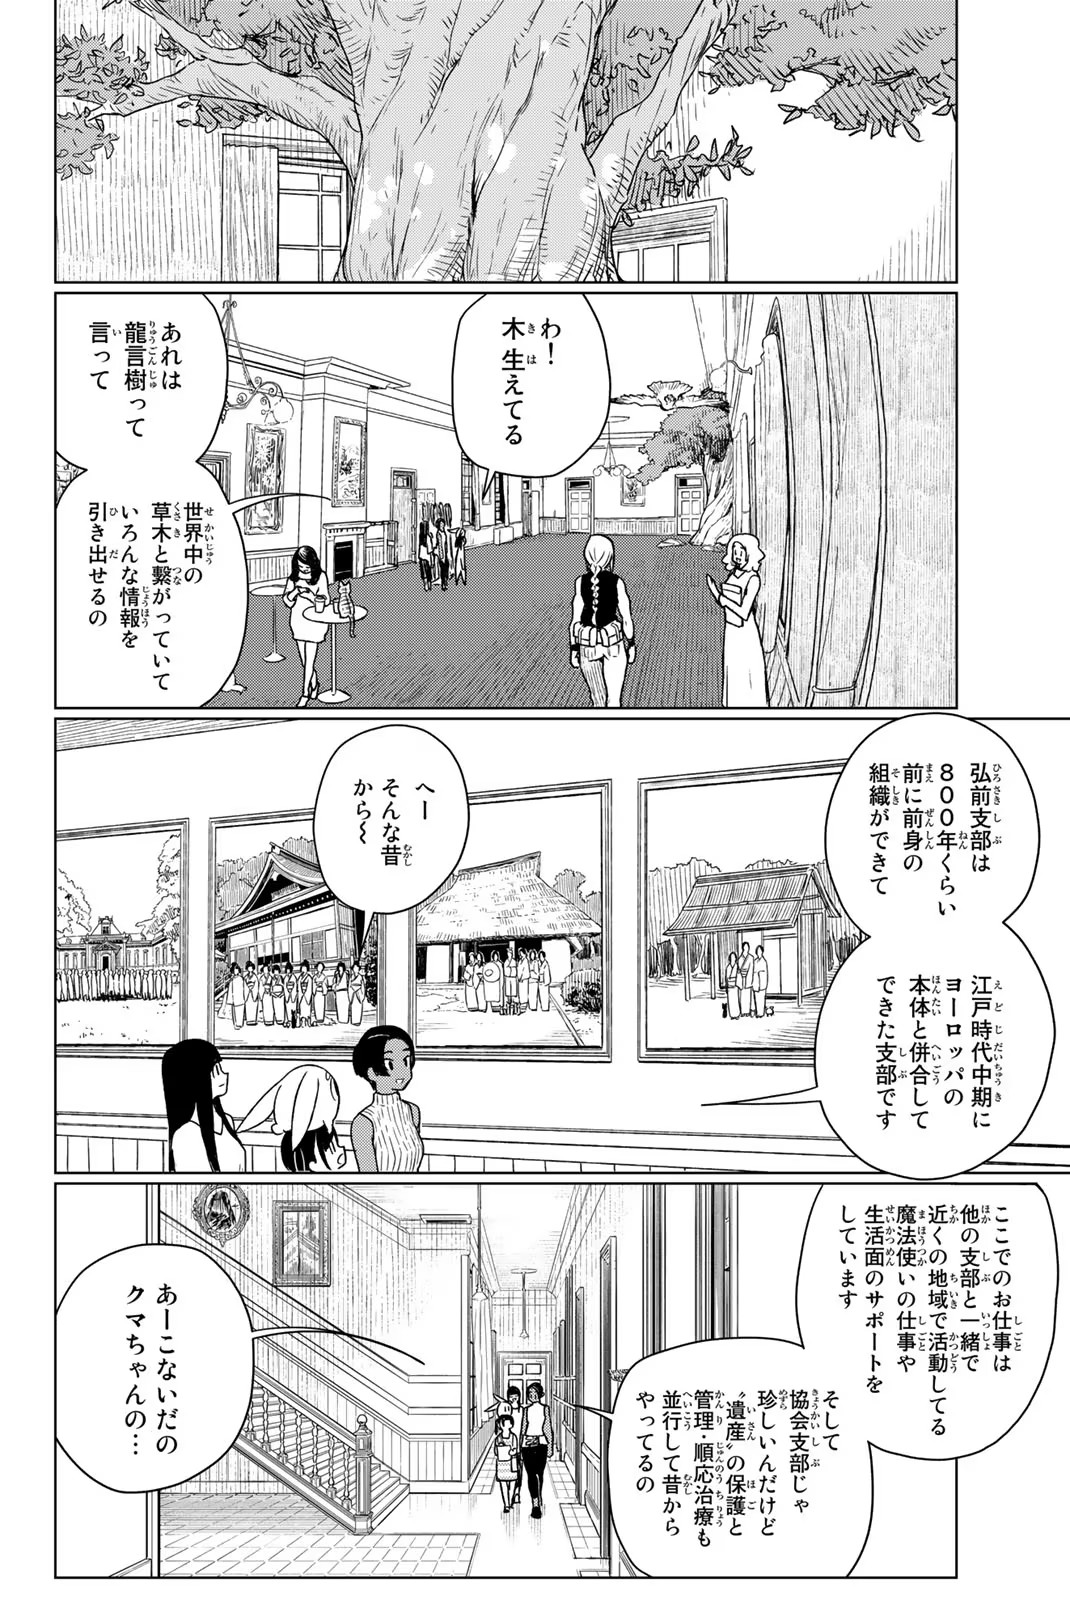 わ！
木生えてる
あれは
龍言樹って
言って
世界中の
草木と繋がっていて
いろんな情報を
引き出せるの
弘前支部は
８００年くらい
前に前身の
組織ができて
江戸時代中期に
ヨーロッパの
本体と併合して
できた支部です
へー
そんな昔
から〜
ここでのお仕事は
他の支部と一緒で
近くの地域で活動してる
魔法使いの仕事や
生活面のサポートを
しています
そして
協会支部じゃ
珍しいんだけど
〝遺産〟の保護と
管理・順応治療も
並行して昔から
やってるの
あーこないだの
クマちゃんの…